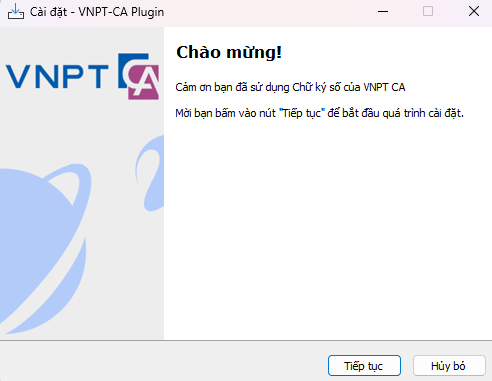 Cài đặt - VNPT-CA Plugin
VNPT CA
Chào mừng!
Cảm ơn bạn đã sử dụng Chữ ký số của VNPT CA
Mời bạn bấm vào nút "Tiếp tục" để bắt đầu quá trình cài đặt.
Tiếp tục
Hủy bỏ